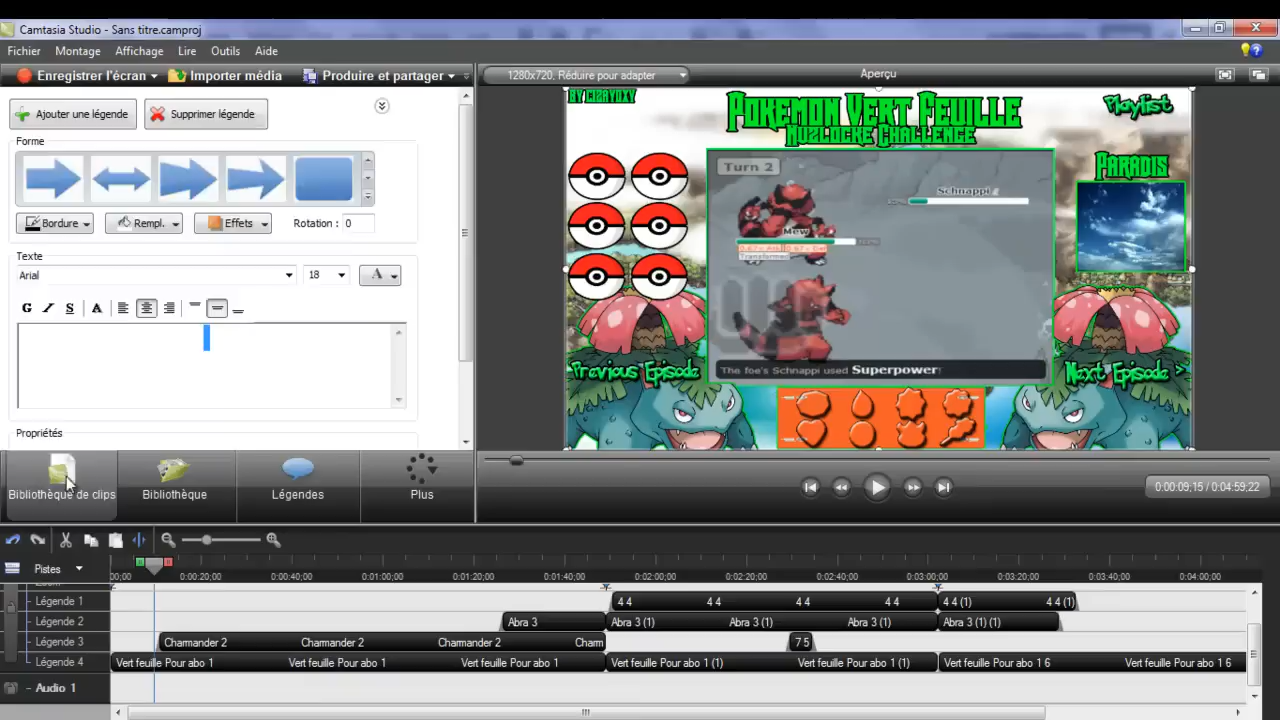 Camtasia Studio - Sans titre.camproj
Fichier Montage Affichage Lire Outils Aide
Enregistrer l'écran Importer média Produire et partager
1280x720, Réduire pour adapter
Aperçu
Ajouter une légende
Supprimer légende
Forme
Bordure
Rempl.
Effets
Rotation : 0
Texte
Arial
18
A
G I S A
Propriétés
Bibliothèque de clips
Bibliothèque
Légendes
Plus
BY CIZAYOXY
Pokemon Vert Feuille
Nuzlocke Challenge
Playlist
Paradis
Turn 2
Schnappi
Mew
Transformed
The foe's Schnappi used Superpower!
Previous Episode
Next Episode >
0:00:09;15 / 0:04:59;22
Pistes
00;00 0:00:20;00 0:00:40;00 0:01:00;00 0:01:20;00 0:01:40;00 0:02:00;00 0:02:20;00 0:02:40;00 0:03:00;00 0:03:20;00 0:03:40;00 0:04:00;00
Légende 1 4 4 4 4 4 4 4 4 4 4 (1) 4 4 (1)
Légende 2 Abra 3 Abra 3 (1) Abra 3 (1) Abra 3 (1) Abra 3 (1)(1)
Légende 3 Chamander 2 Chamander 2 Chamander 2 Cham 7 5
Légende 4 Vert feuille Pour abo 1 Vert feuille Pour abo 1 Vert feuille Pour abo 1 Vert feuille Pour abo 1 (1) Vert feuille Pour abo 1 (1) Vert feuille Pour abo 1 6 Vert feuille Pour abo 1 6
Audio 1